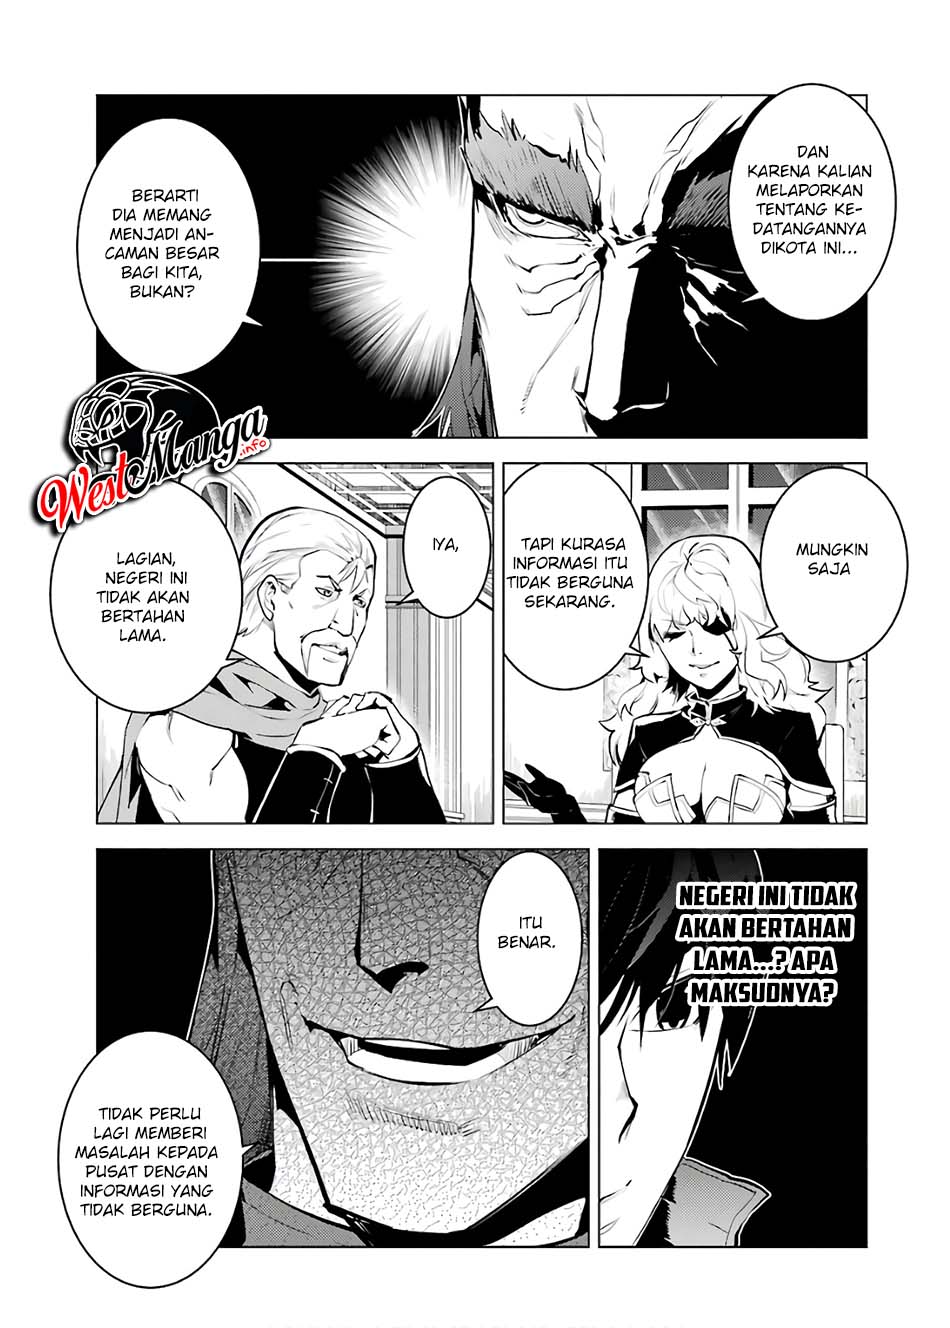 DAN
KARENA KALIAN
MELAPORKAN
TENTANG KE-
DATANGANNYA
DIKOTA INI...
BERARTI
DIA MEMANG
MENJADI AN-
CAMAN BESAR
BAGI KITA,
BUKAN?
WestManga
.info
MUNGKIN
SAJA
TAPI KURASA
INFORMASI ITU
TIDAK BERGUNA
SEKARANG.
IYA,
LAGIAN,
NEGERI INI
TIDAK AKAN
BERTAHAN
LAMA.
NEGERI INI TIDAK
AKAN BERTAHAN
LAMA...? APA
MAKSUDNYA?
ITU
BENAR.
TIDAK PERLU
LAGI MEMBERI
MASALAH KEPADA
PUSAT DENGAN
INFORMASI YANG
TIDAK BERGUNA.